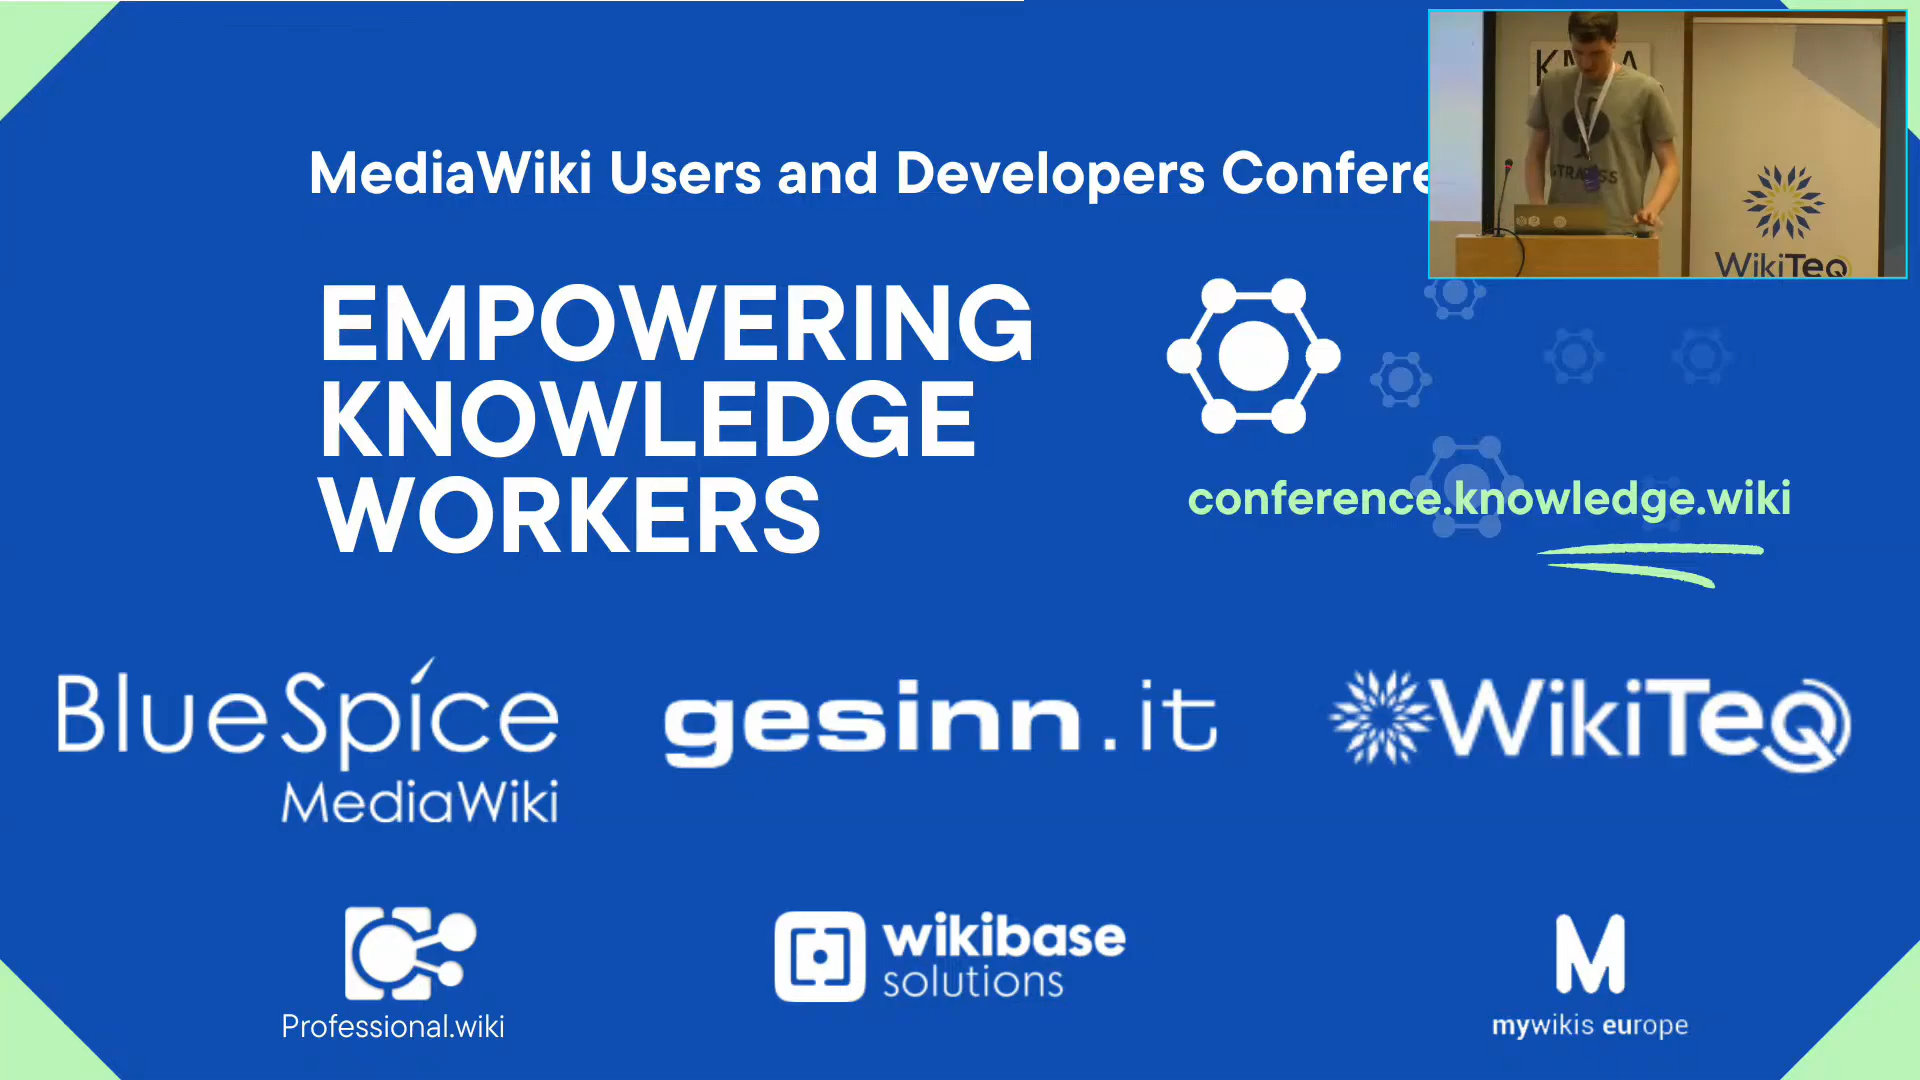 MediaWiki Users and Developers Confere
EMPOWERING
KNOWLEDGE
WORKERS
conference.knowledge.wiki
BlueSpice
MediaWiki
gesinn.it
WikiTeQ
Professional.wiki
wikibase
solutions
M
mywikis europe
WikiTeQ